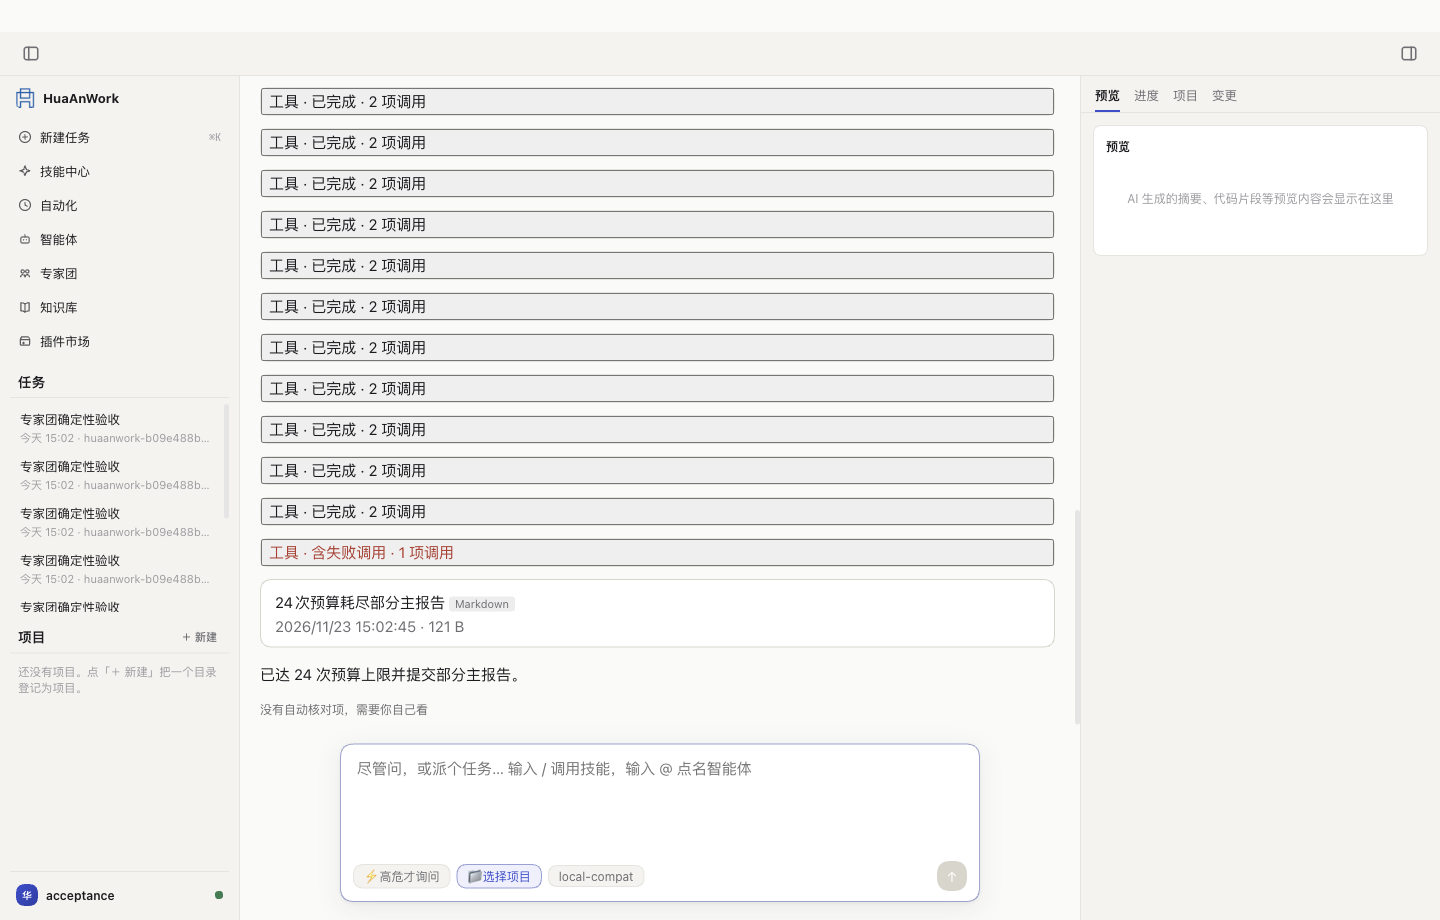 HuaAnWork
新建任务 ⌘K
技能中心
自动化
智能体
专家团
知识库
插件市场
任务
专家团确定性验收
今天 15:02 · huaanwork-b09e488b...
专家团确定性验收
今天 15:02 · huaanwork-b09e488b...
专家团确定性验收
今天 15:02 · huaanwork-b09e488b...
专家团确定性验收
今天 15:02 · huaanwork-b09e488b...
专家团确定性验收
项目 + 新建
还没有项目。点「+ 新建」把一个目录
登记为项目。
华 acceptance
工具 · 已完成 · 2 项调用
工具 · 已完成 · 2 项调用
工具 · 已完成 · 2 项调用
工具 · 已完成 · 2 项调用
工具 · 已完成 · 2 项调用
工具 · 已完成 · 2 项调用
工具 · 已完成 · 2 项调用
工具 · 已完成 · 2 项调用
工具 · 已完成 · 2 项调用
工具 · 已完成 · 2 项调用
工具 · 已完成 · 2 项调用
工具 · 含失败调用 · 1 项调用
24次预算耗尽部分主报告 Markdown
2026/11/23 15:02:45 · 121 B
已达 24 次预算上限并提交部分主报告。
没有自动核对项，需要你自己看
尽管问，或派个任务... 输入 / 调用技能，输入 @ 点名智能体
⚡高危才询问 选择项目 local-compat
预览 进度 项目 变更
预览
AI 生成的摘要、代码片段等预览内容会显示在这里